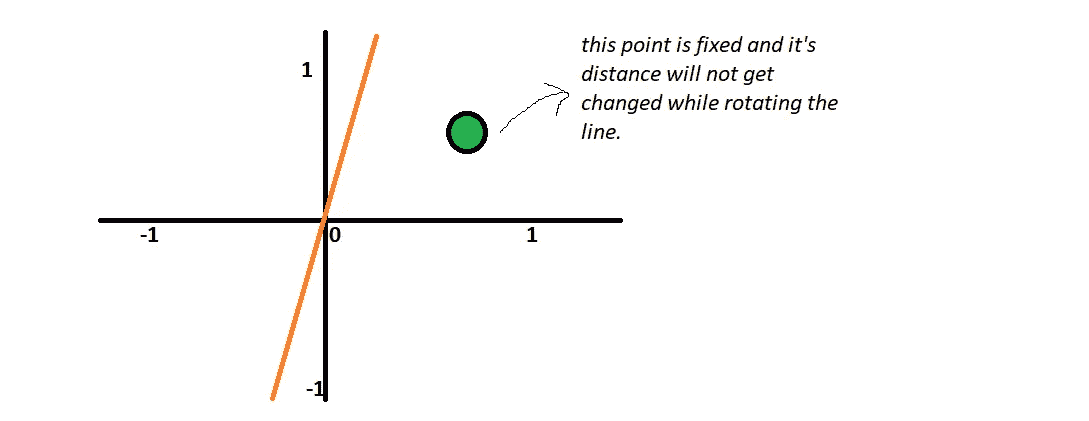 this point is fixed and it's
distance will not get
changed while rotating the
line.
1
-1
0
1
-1